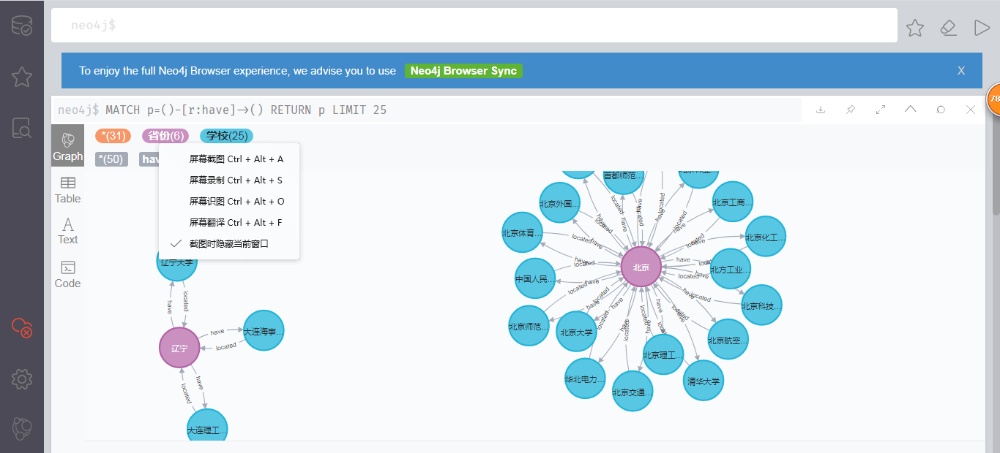 neo4j$
To enjoy the full Neo4j Browser experience, we advise you to use Neo4j Browser Sync X
78
neo4j$ MATCH p=()-[r:have]->() RETURN p LIMIT 25
*(31) 省份(6) 学校(25)
*(50) hav
屏幕截图 Ctrl + Alt + A
屏幕录制 Ctrl + Alt + S
屏幕识图 Ctrl + Alt + O
屏幕翻译 Ctrl + Alt + F
截图时隐藏当前窗口
Graph
Table
Text
Code
辽宁大学
have
located
辽宁
have
located
大连海事...
have
located
大连理工...
首都师范...
北京外国...
北京工商...
北京体育...
北京化工...
北京
中国人民...
北方工业...
北京科技...
北京师范...
北京大学
北京航空...
北京理工...
华北电力...
清华大学
北京交通...
have
located